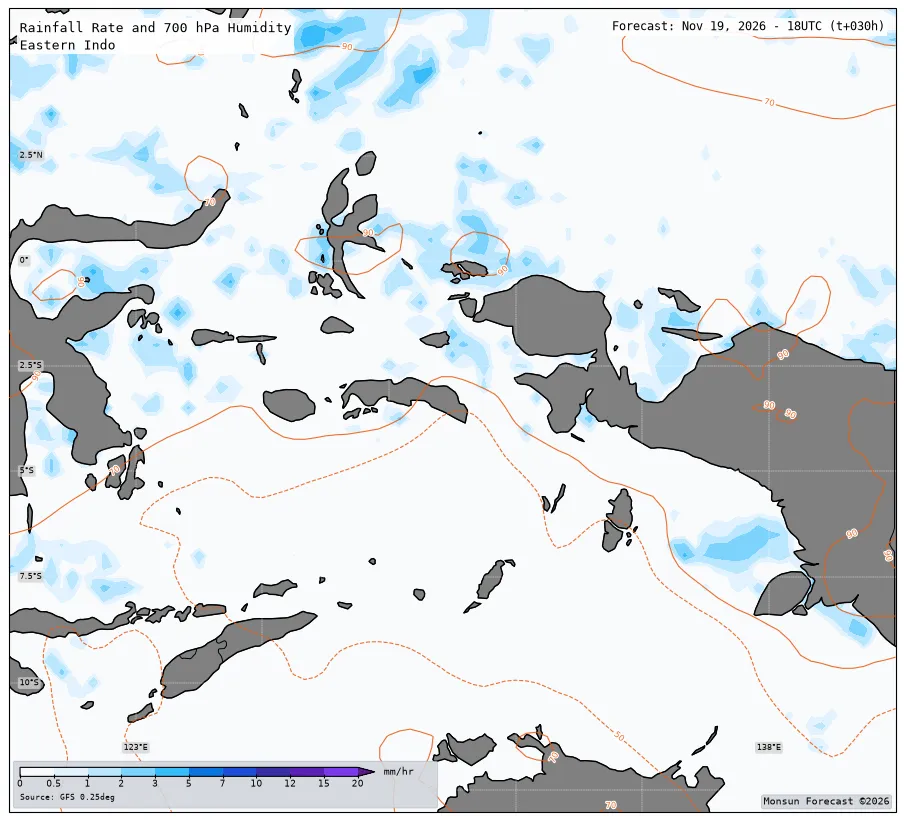 Rainfall Rate and 700 hPa Humidity
Eastern Indo
Forecast: Nov 19, 2026 - 18UTC (t+030h)
90
70
2.5°N
70
90
0°
90
90
90
2.5°S
90
90
90
5°S
70
90
90
7.5°S
10°S
50
123°E
138°E
70
70
0 0.5 1 2 3 5 7 10 12 15 20 mm/hr
Source: GFS 0.25deg
Monsun Forecast ©2026